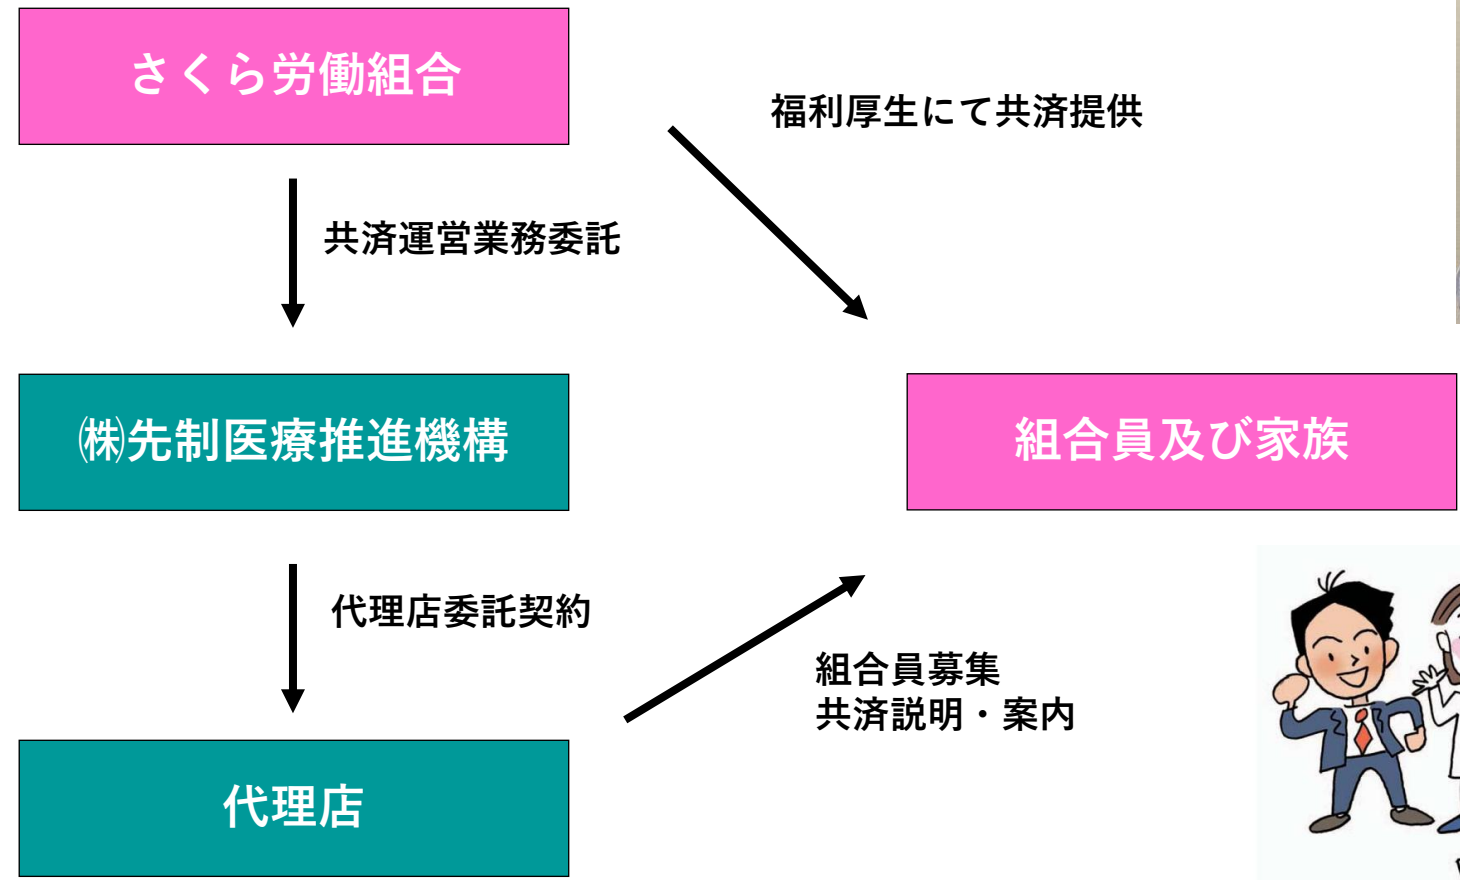 さくら労働組合
福利厚生にて共済提供
共済運営業務委託
㈱先制医療推進機構
組合員及び家族
代理店委託契約
組合員募集
共済説明・案内
代理店